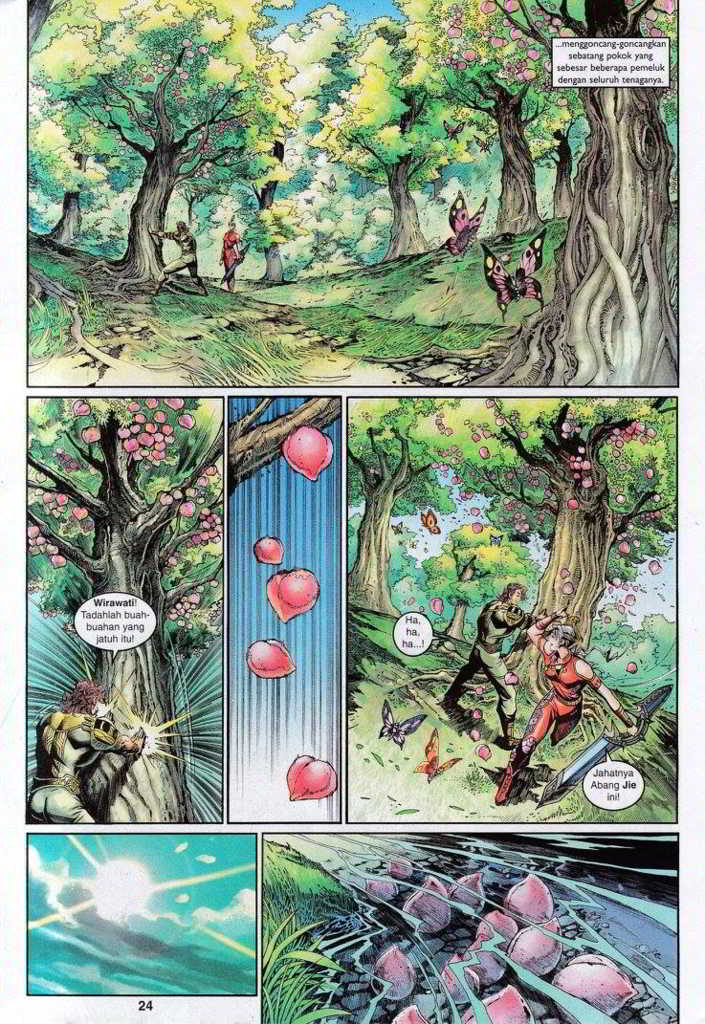 ...menggoncang-goncangkan
sebatang pokok yang
sebesar beberapa pemeluk
dengan seluruh tenaganya.
Wirawati!
Tadahlah buah-
buahan yang
jatuh itu!
Ha,
ha,
ha...!
Jahatnya
Abang Jie
ini!
24